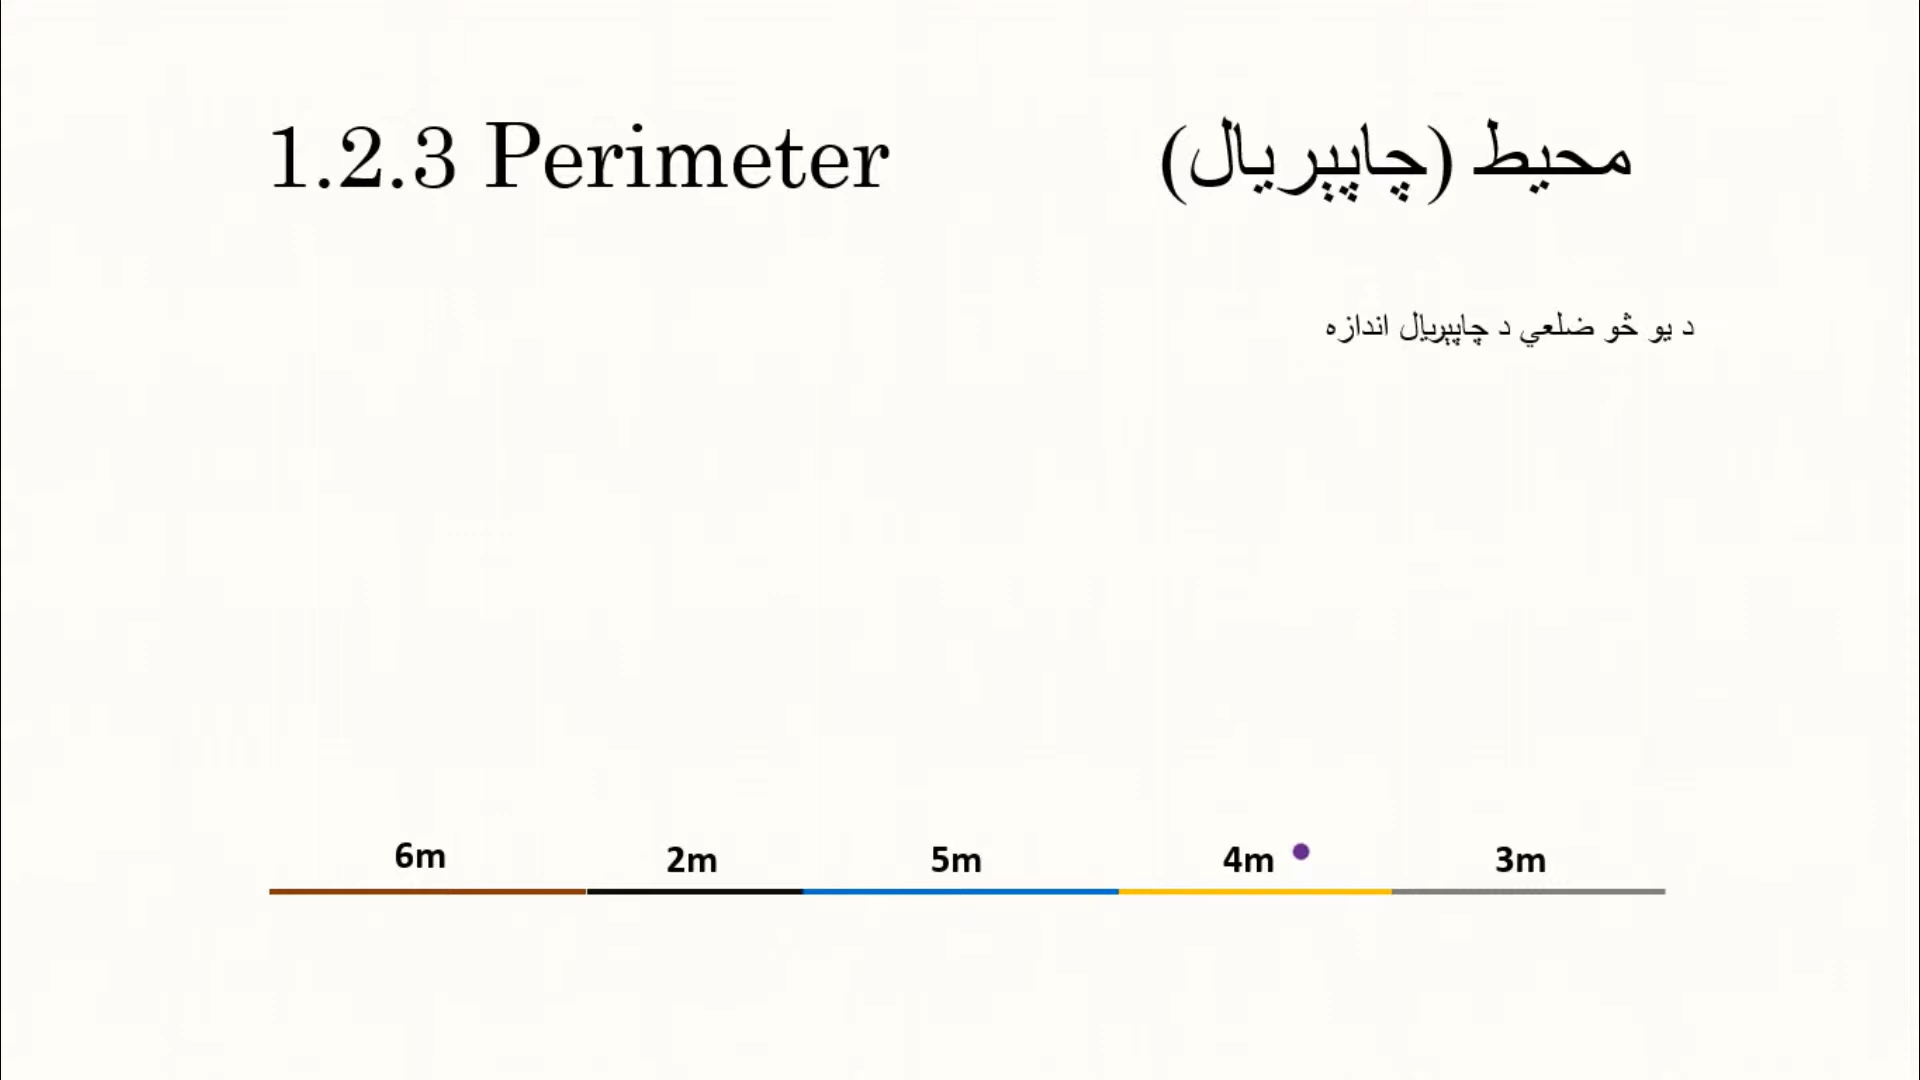 1.2.3 Perimeter
محیط (چاپېریال)
د یو څو ضلعي د چاپېریال اندازه
6m 2m 5m 4m 3m